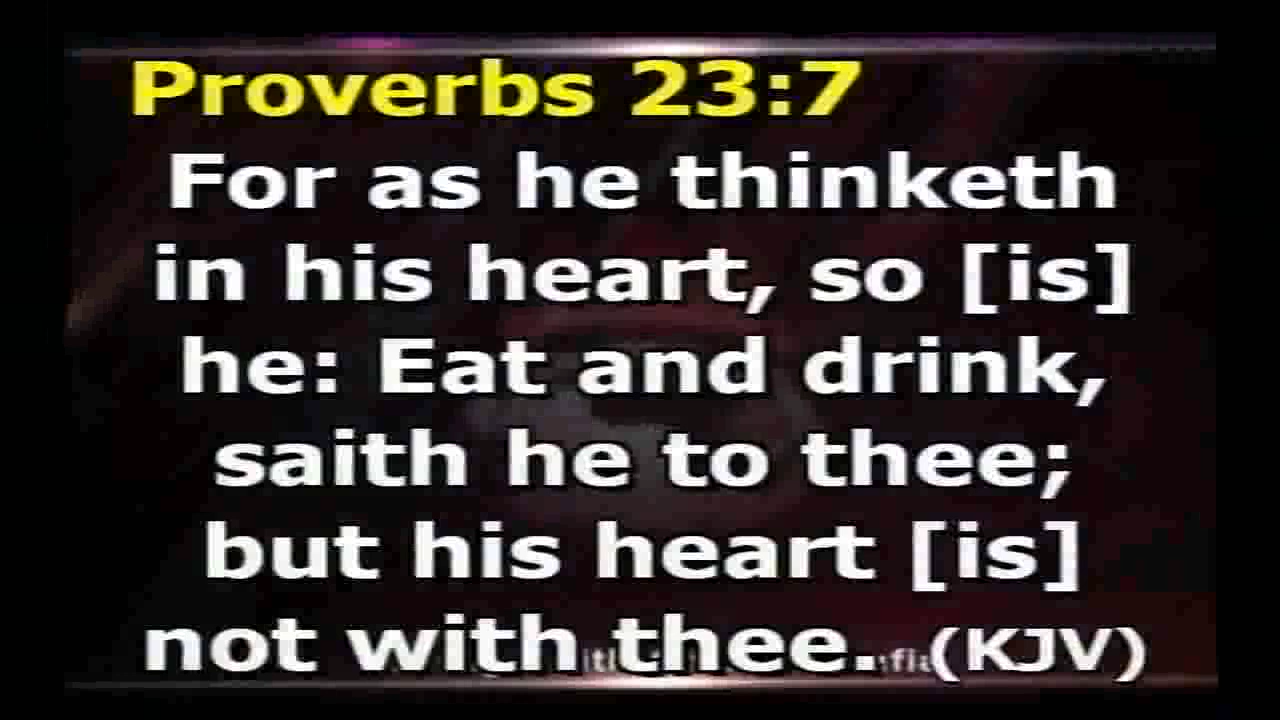 Proverbs 23:7
For as he thinketh
in his heart, so [is]
he: Eat and drink,
saith he to thee;
but his heart [is]
not with thee. (KJV)